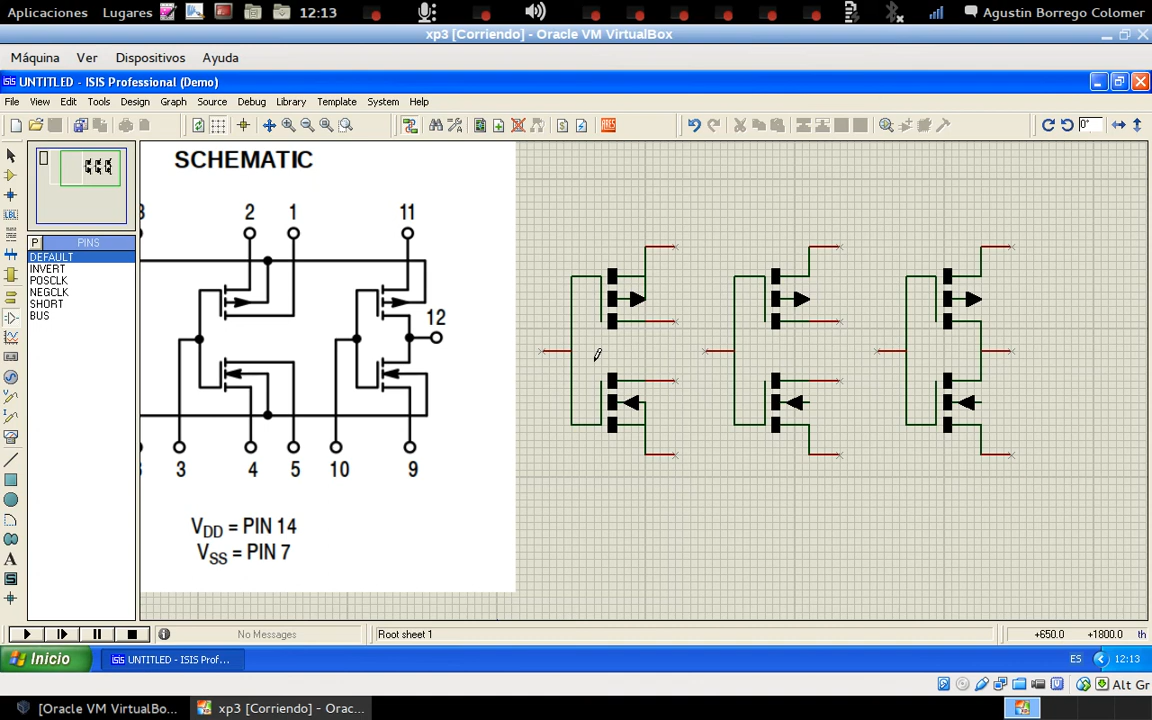 Aplicaciones Lugares 12:13 Agustin Borrego Colomer
xp3 [Corriendo] - Oracle VM VirtualBox
Máquina Ver Dispositivos Ayuda
ISIS UNTITLED - ISIS Professional (Demo)
File View Edit Tools Design Graph Source Debug Library Template System Help
ARES 0°
SCHEMATIC
LBL
P PINS
DEFAULT
INVERT
POSCLK
NEGCLK
SHORT
BUS
2 1 11
12
3 4 5 10 9
VDD = PIN 14
VSS = PIN 7
A
S
No Messages Root sheet 1 +650.0 +1800.0 th
Inicio UNTITLED - ISIS Prof... ES 12:13
Alt Gr
[Oracle VM VirtualBo... xp3 [Corriendo] - Orac...